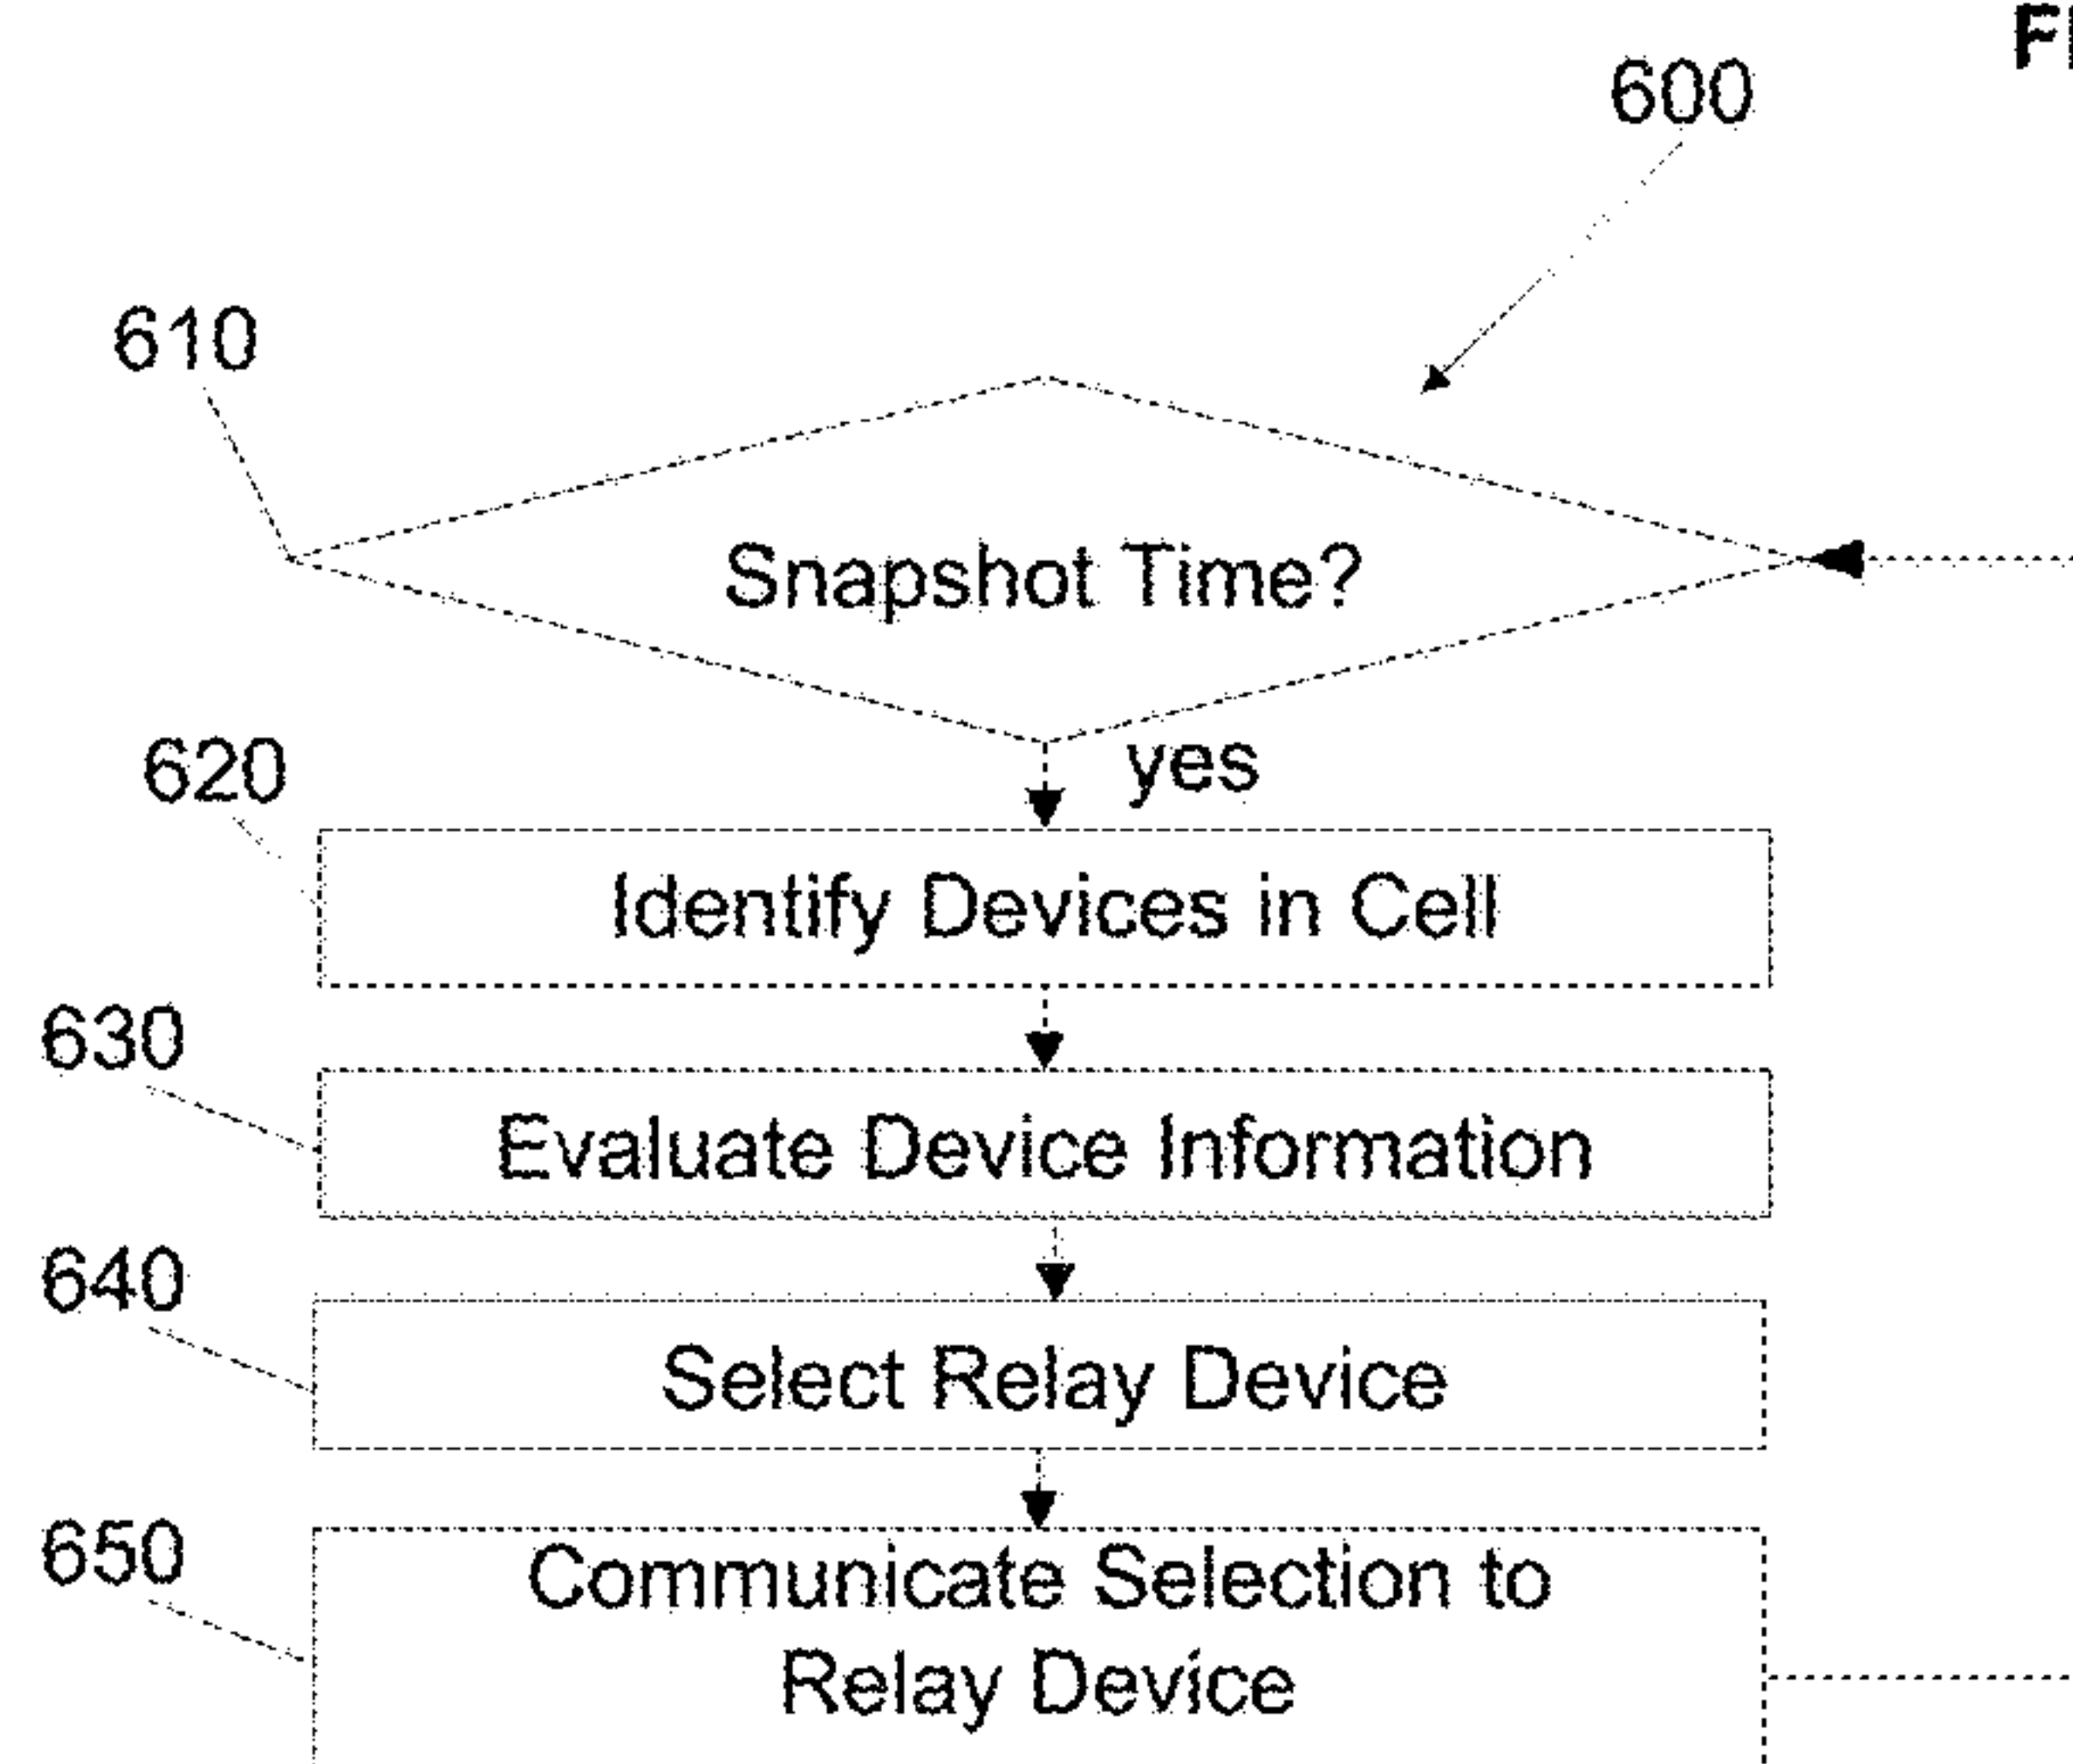 600
610
Snapshot Time?
yes
620
Identify Devices in Cell
630
Evaluate Device Information
640
Select Relay Device
650
Communicate Selection to
Relay Device